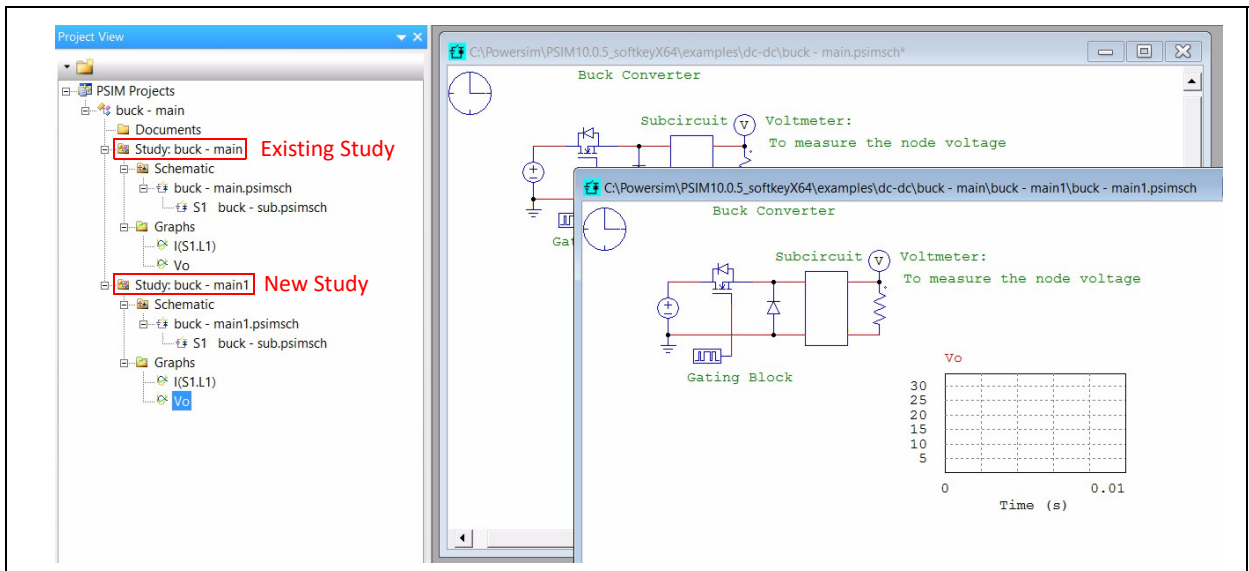 Project View
PSIM Projects
buck - main
Documents
Study: buck - main
Existing Study
Schematic
buck - main.psimsch
S1 buck - sub.psimsch
Graphs
I(S1.L1)
Vo
Study: buck - main1
New Study
Schematic
buck - main1.psimsch
S1 buck - sub.psimsch
Graphs
I(S1.L1)
Vo
C:\Powersim\PSIM10.0.5_softkeyX64\examples\dc-dc\buck - main.psimsch*
Buck Converter
Subcircuit
V
Voltmeter:
To measure the node voltage
Gat
C:\Powersim\PSIM10.0.5_softkeyX64\examples\dc-dc\buck - main\buck - main1\buck - main1.psimsch
Buck Converter
Subcircuit
V
Voltmeter:
To measure the node voltage
Gating Block
Vo
30
25
20
15
10
5
0
0.01
Time (s)